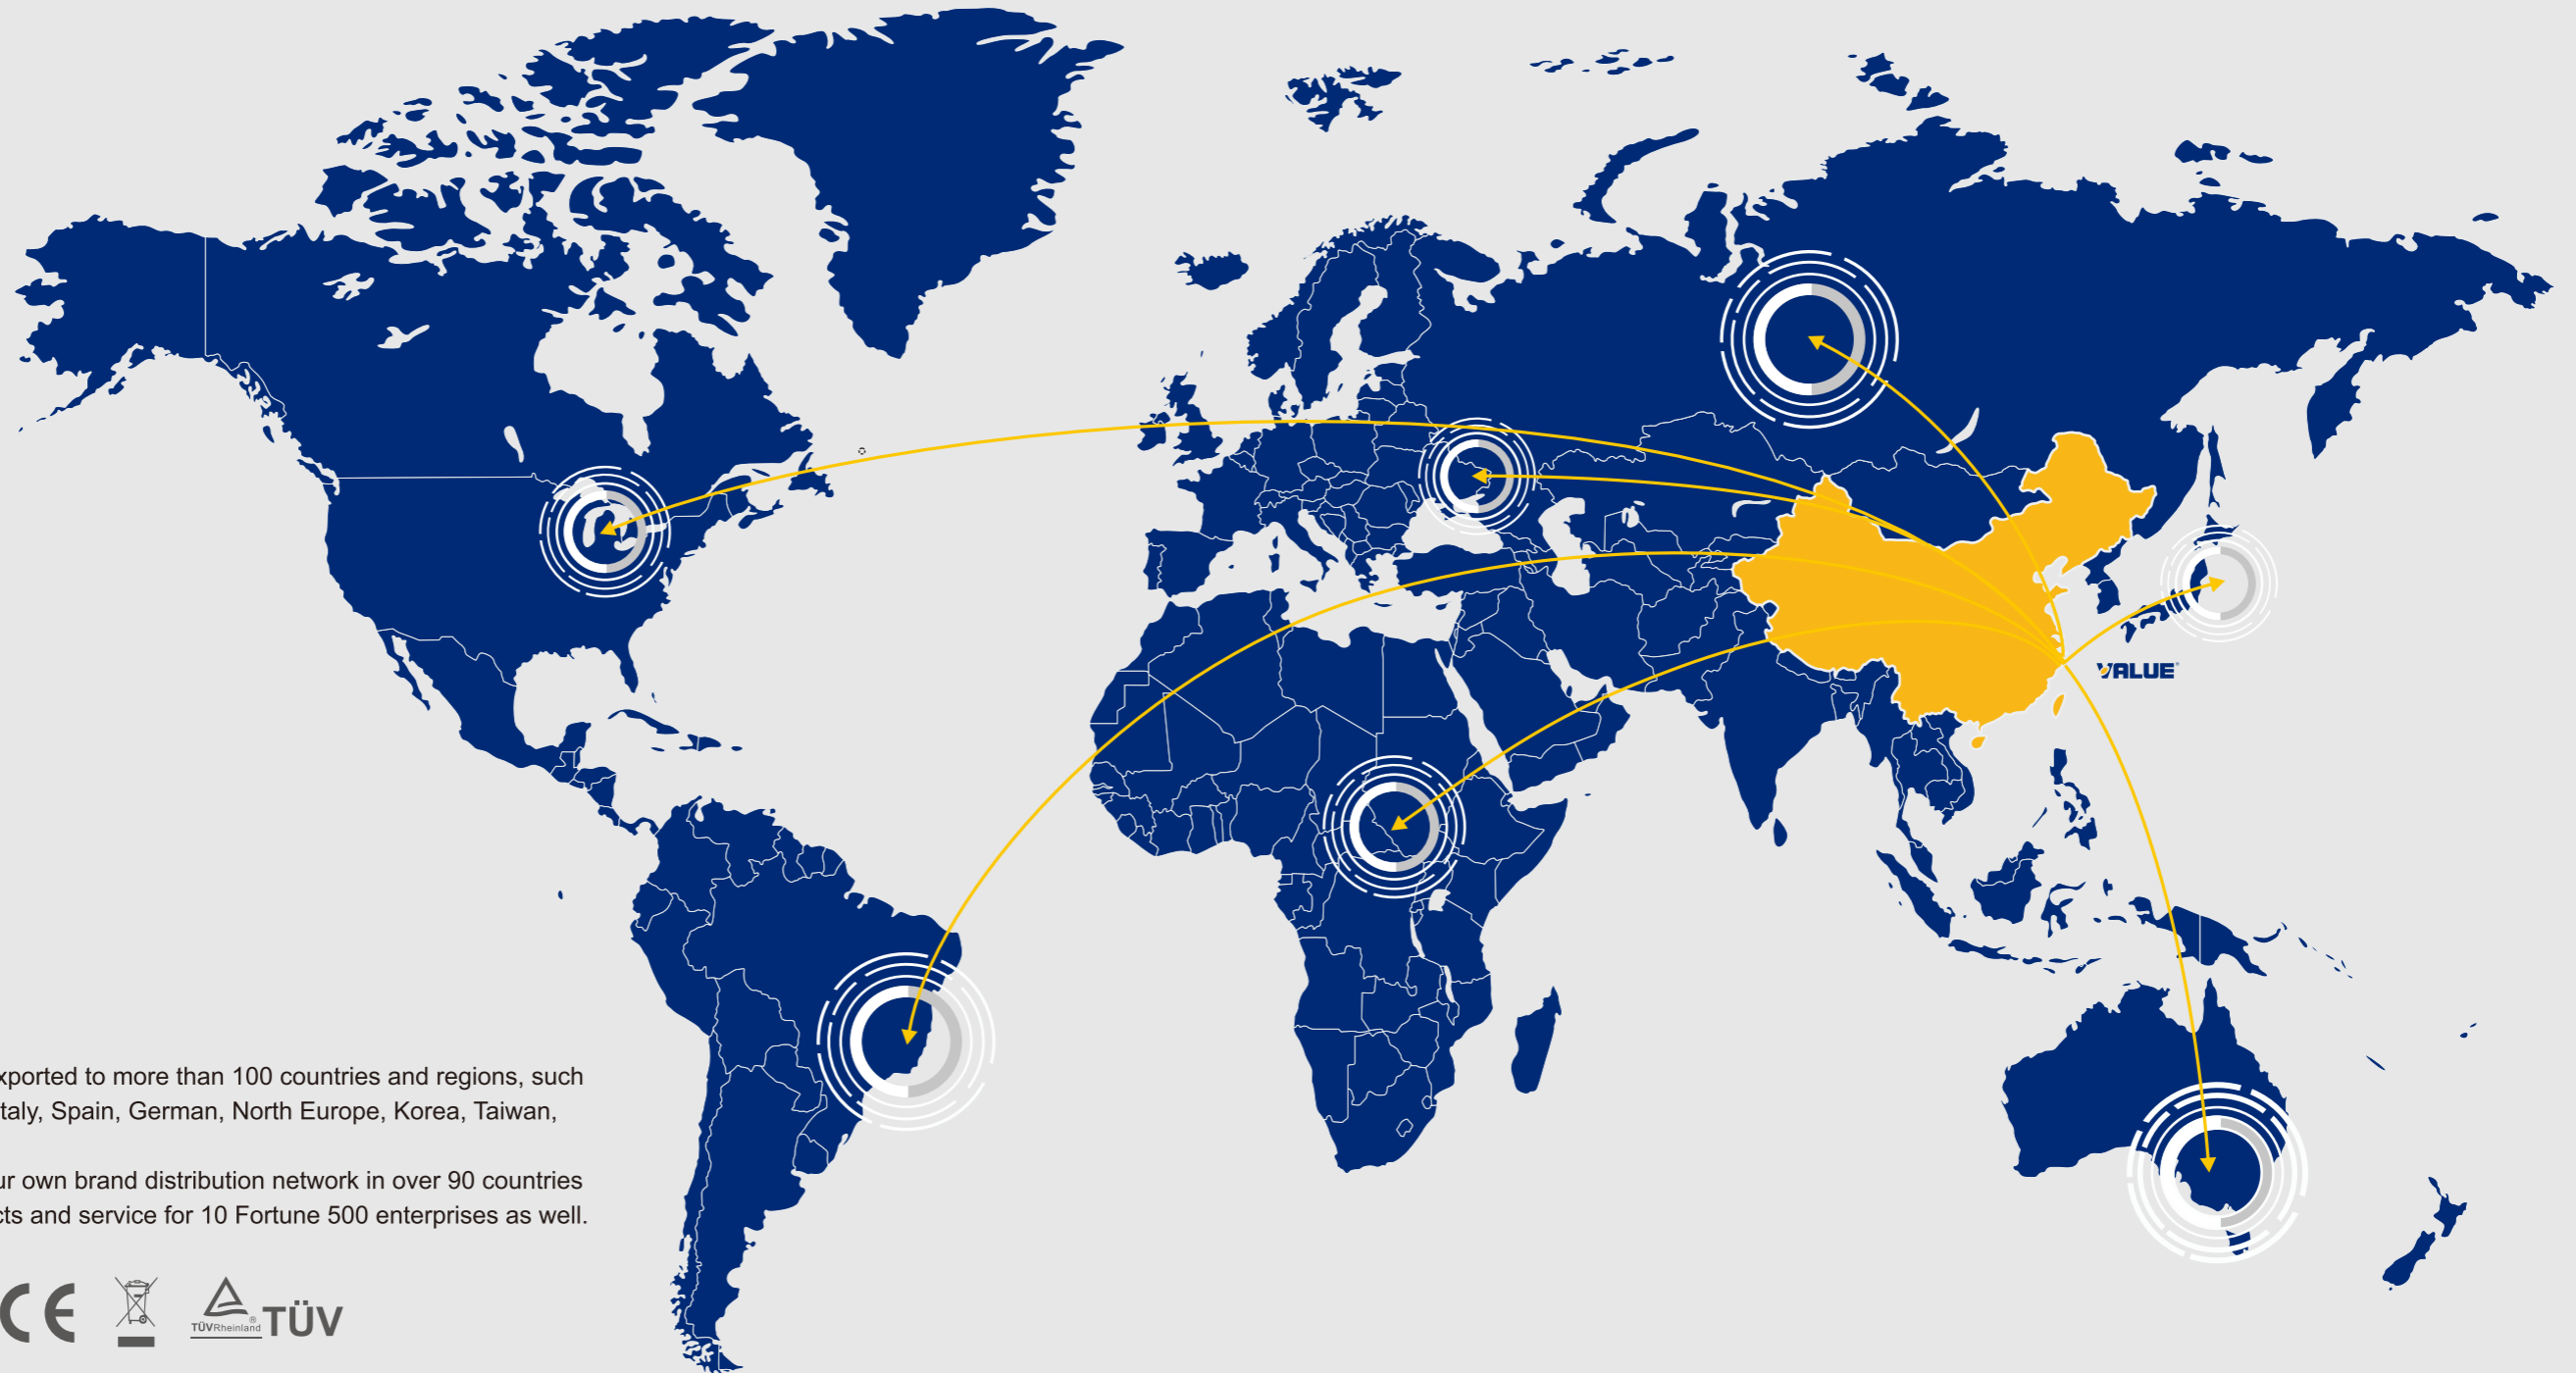 VALUE®
xported to more than 100 countries and regions, such
taly, Spain, German, North Europe, Korea, Taiwan,
ur own brand distribution network in over 90 countries
cts and service for 10 Fortune 500 enterprises as well.
CE
TÜVRheinland® TÜV